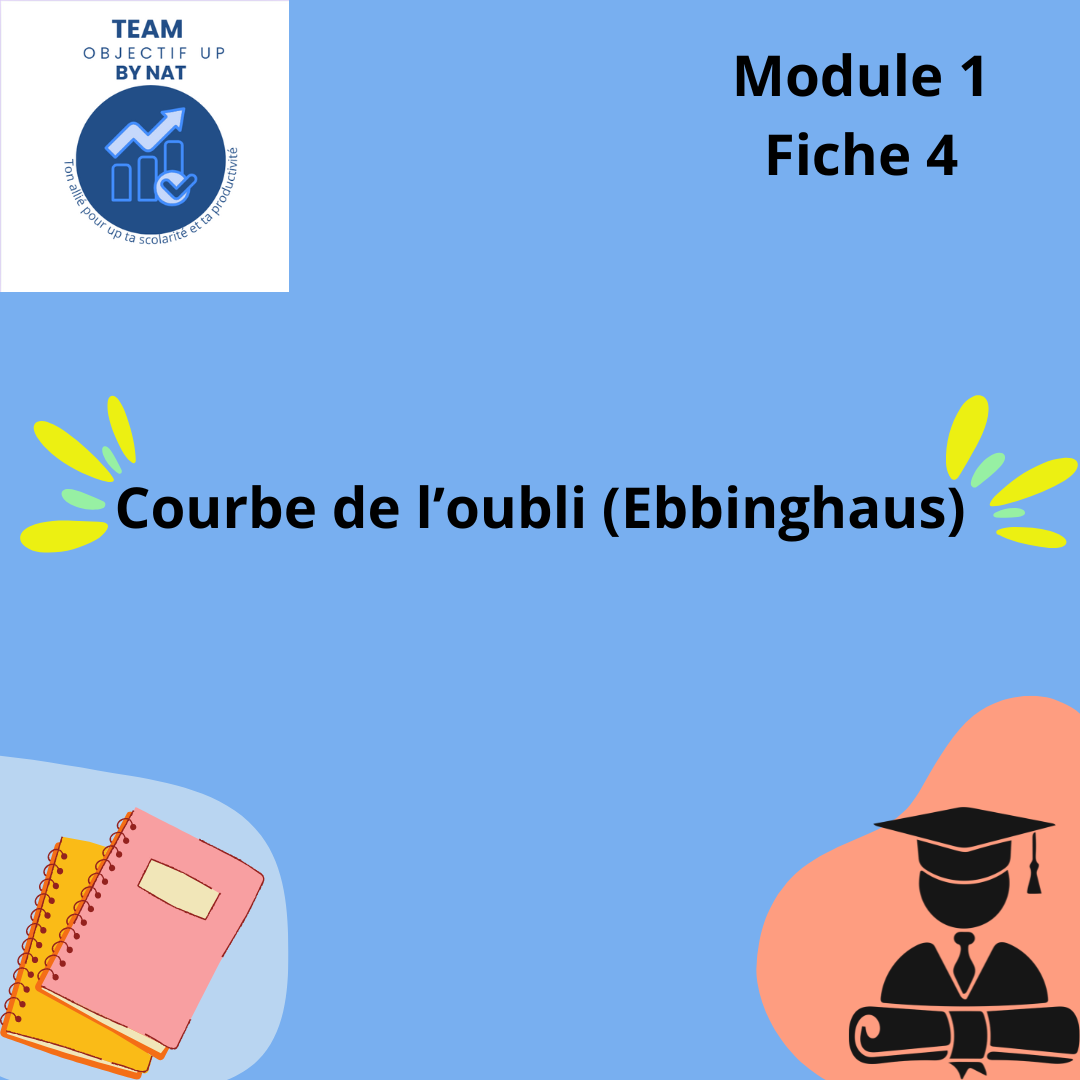 TEAM
OBJECTIF UP
BY NAT
Ton allié pour up ta scolarité et ta productivité
Module 1
Fiche 4
Courbe de l’oubli (Ebbinghaus)